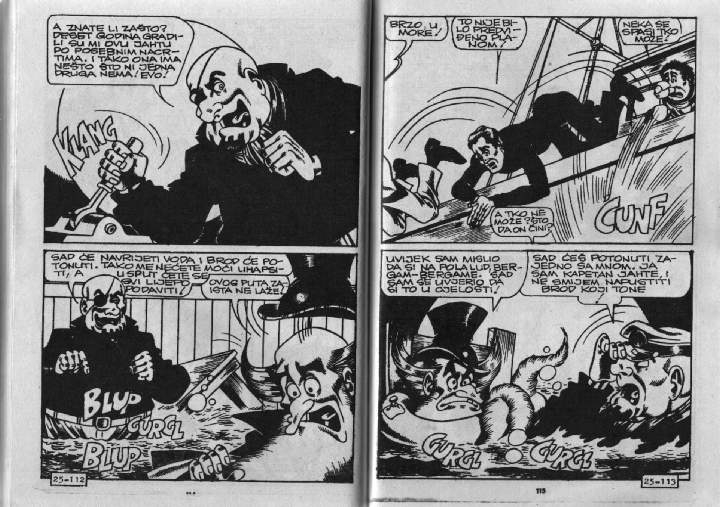 A ZNATE LI ZAŠTO?
DESET GODINA GRADI-
LI SU MI OVU JAHTU
PO POSEBNIM NACR-
TIMA, I TAKO ONA IMA
NEŠTO ŠTO NI JEDNA
DRUGA NEMA! EVO!
KLANG
SAD ĆE NAVRIJETI VODA I BROD ĆE PO-
TONUTI. TAKO ME NEĆETE MOĆI UHAPSI-
TI, A USPUT ĆETE SE
SVI LIJEPO
PODAVITI!
OVOG PUTA ZA-
ISTA NE LAŽE!
BLUP
GURGL
BLUP
25-112
BRZO, U
MORE!
TO NIJE BI-
LO PREDVI-
ĐENO PLA-
NOM!
NEKA SE
SPASI TKO
MOŽE!
A TKO NE
MOŽE? ŠTO
DA ON ČINI?
CUNF
UVIJEK SAM MISLIO
DA SI NA POLA LUD, BER-
GAM-BERGAME. SAD
SAM SE UVJERIO DA
SI TO U CJELOSTI!
SAD ĆEŠ POTONUTI ZA-
JEDNO SA MNOM. JA
SAM KAPETAN JAHTE, I
NE SMIJEM NAPUSTITI
BROD KOJI TONE
GURGL
GURGL
25-113
113